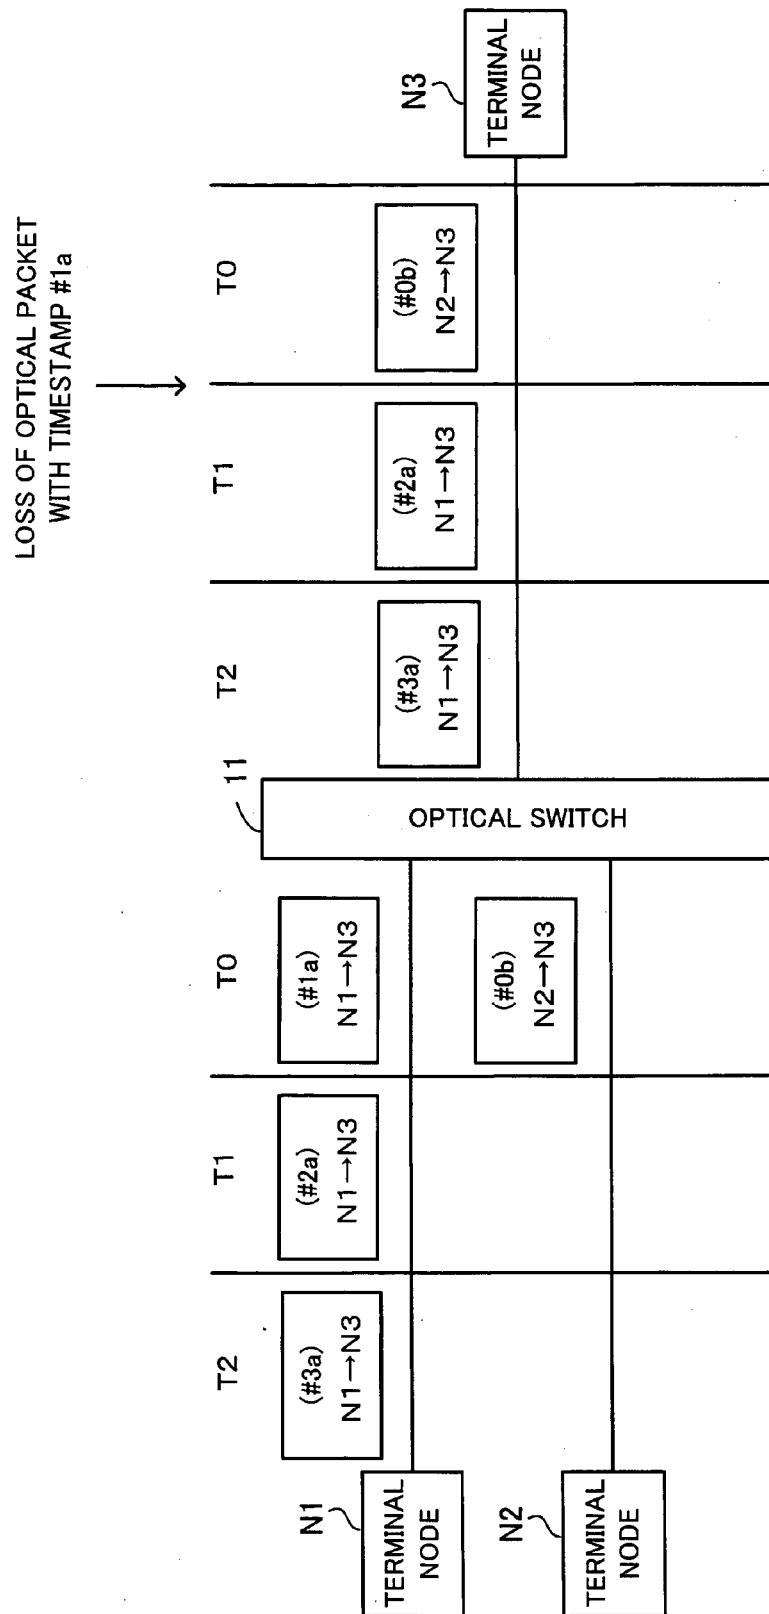 LOSS OF OPTICAL PACKET
WITH TIMESTAMP #1a
T2
T1
T0
11
T2
T1
T0
(#3a)
N1→N3
(#2a)
N1→N3
(#1a)
N1→N3
(#3a)
N1→N3
(#2a)
N1→N3
(#0b)
N2→N3
N1
TERMINAL
NODE
OPTICAL SWITCH
N3
TERMINAL
NODE
(#0b)
N2→N3
N2
TERMINAL
NODE